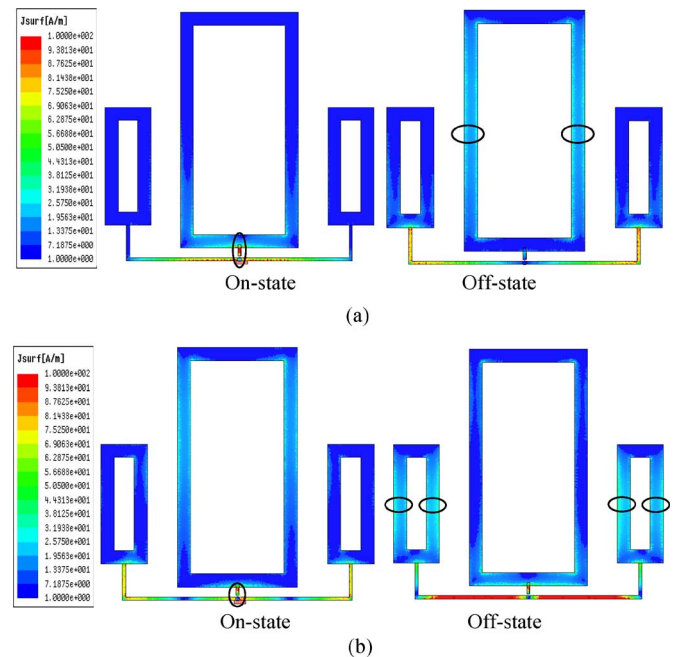 Jsurf[A/m]
1.0000e+002
9.3813e+001
8.7625e+001
8.1438e+001
7.5250e+001
6.9063e+001
6.2875e+001
5.6688e+001
5.0500e+001
4.4313e+001
3.8125e+001
3.1938e+001
2.5750e+001
1.9563e+001
1.3375e+001
7.1875e+000
1.0000e+000
On-state
Off-state
(a)
Jsurf[A/m]
1.0000e+002
9.3813e+001
8.7625e+001
8.1438e+001
7.5250e+001
6.9063e+001
6.2875e+001
5.6688e+001
5.0500e+001
4.4313e+001
3.8125e+001
3.1938e+001
2.5750e+001
1.9563e+001
1.3375e+001
7.1875e+000
1.0000e+000
On-state
Off-state
(b)